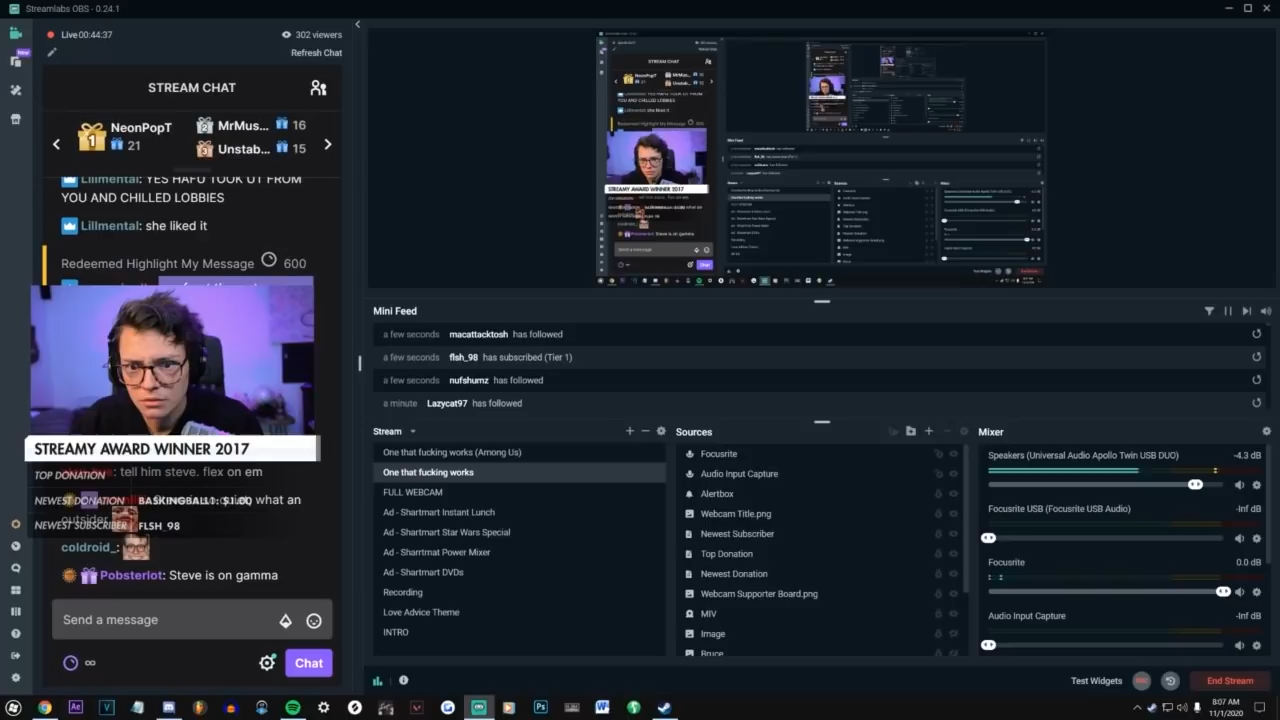 Streamlabs OBS - 0.24.1
Live 00:44:37
302 viewers
Refresh Chat
New
STREAM CHAT
1
NeonPopT
21
2
MrMus...
16
Unstab...
15
Lillmental: YES HAFU TOOK OT FROM
YOU AND CHILLED LOBBIES
Lillmental: she likes it
Redeemed Highlight My Message
600
STREAMY AWARD WINNER 2017
: tell him steve. flex on em
TOP DONATION
NEWEST DONATION
what an
NEWEST SUBSCRIBER
FLSH_98
coldroid_:
Pobsterlot: Steve is on gamma
Send a message
∞
Chat
Mini Feed
a few seconds macattacktosh has followed
a few seconds flsh_98 has subscribed (Tier 1)
a few seconds nufshumz has followed
a minute Lazycat97 has followed
Stream
One that fucking works (Among Us)
One that fucking works
FULL WEBCAM
Ad - Shartmart Instant Lunch
Ad - Shartmart Star Wars Special
Ad - Sharrtmat Power Mixer
Ad - Shartmart DVDs
Recording
Love Advice Theme
INTRO
Sources
Focusrite
Audio Input Capture
Alertbox
Webcam Title.png
Newest Subscriber
Top Donation
Newest Donation
Webcam Supporter Board.png
MIV
Image
Bruce
Mixer
Speakers (Universal Audio Apollo Twin USB DUO)
-4.3 dB
Focusrite USB (Focusrite USB Audio)
-Inf dB
Focusrite
0.0 dB
Audio Input Capture
-Inf dB
Test Widgets
REC
End Stream
8:07 AM
11/1/2020